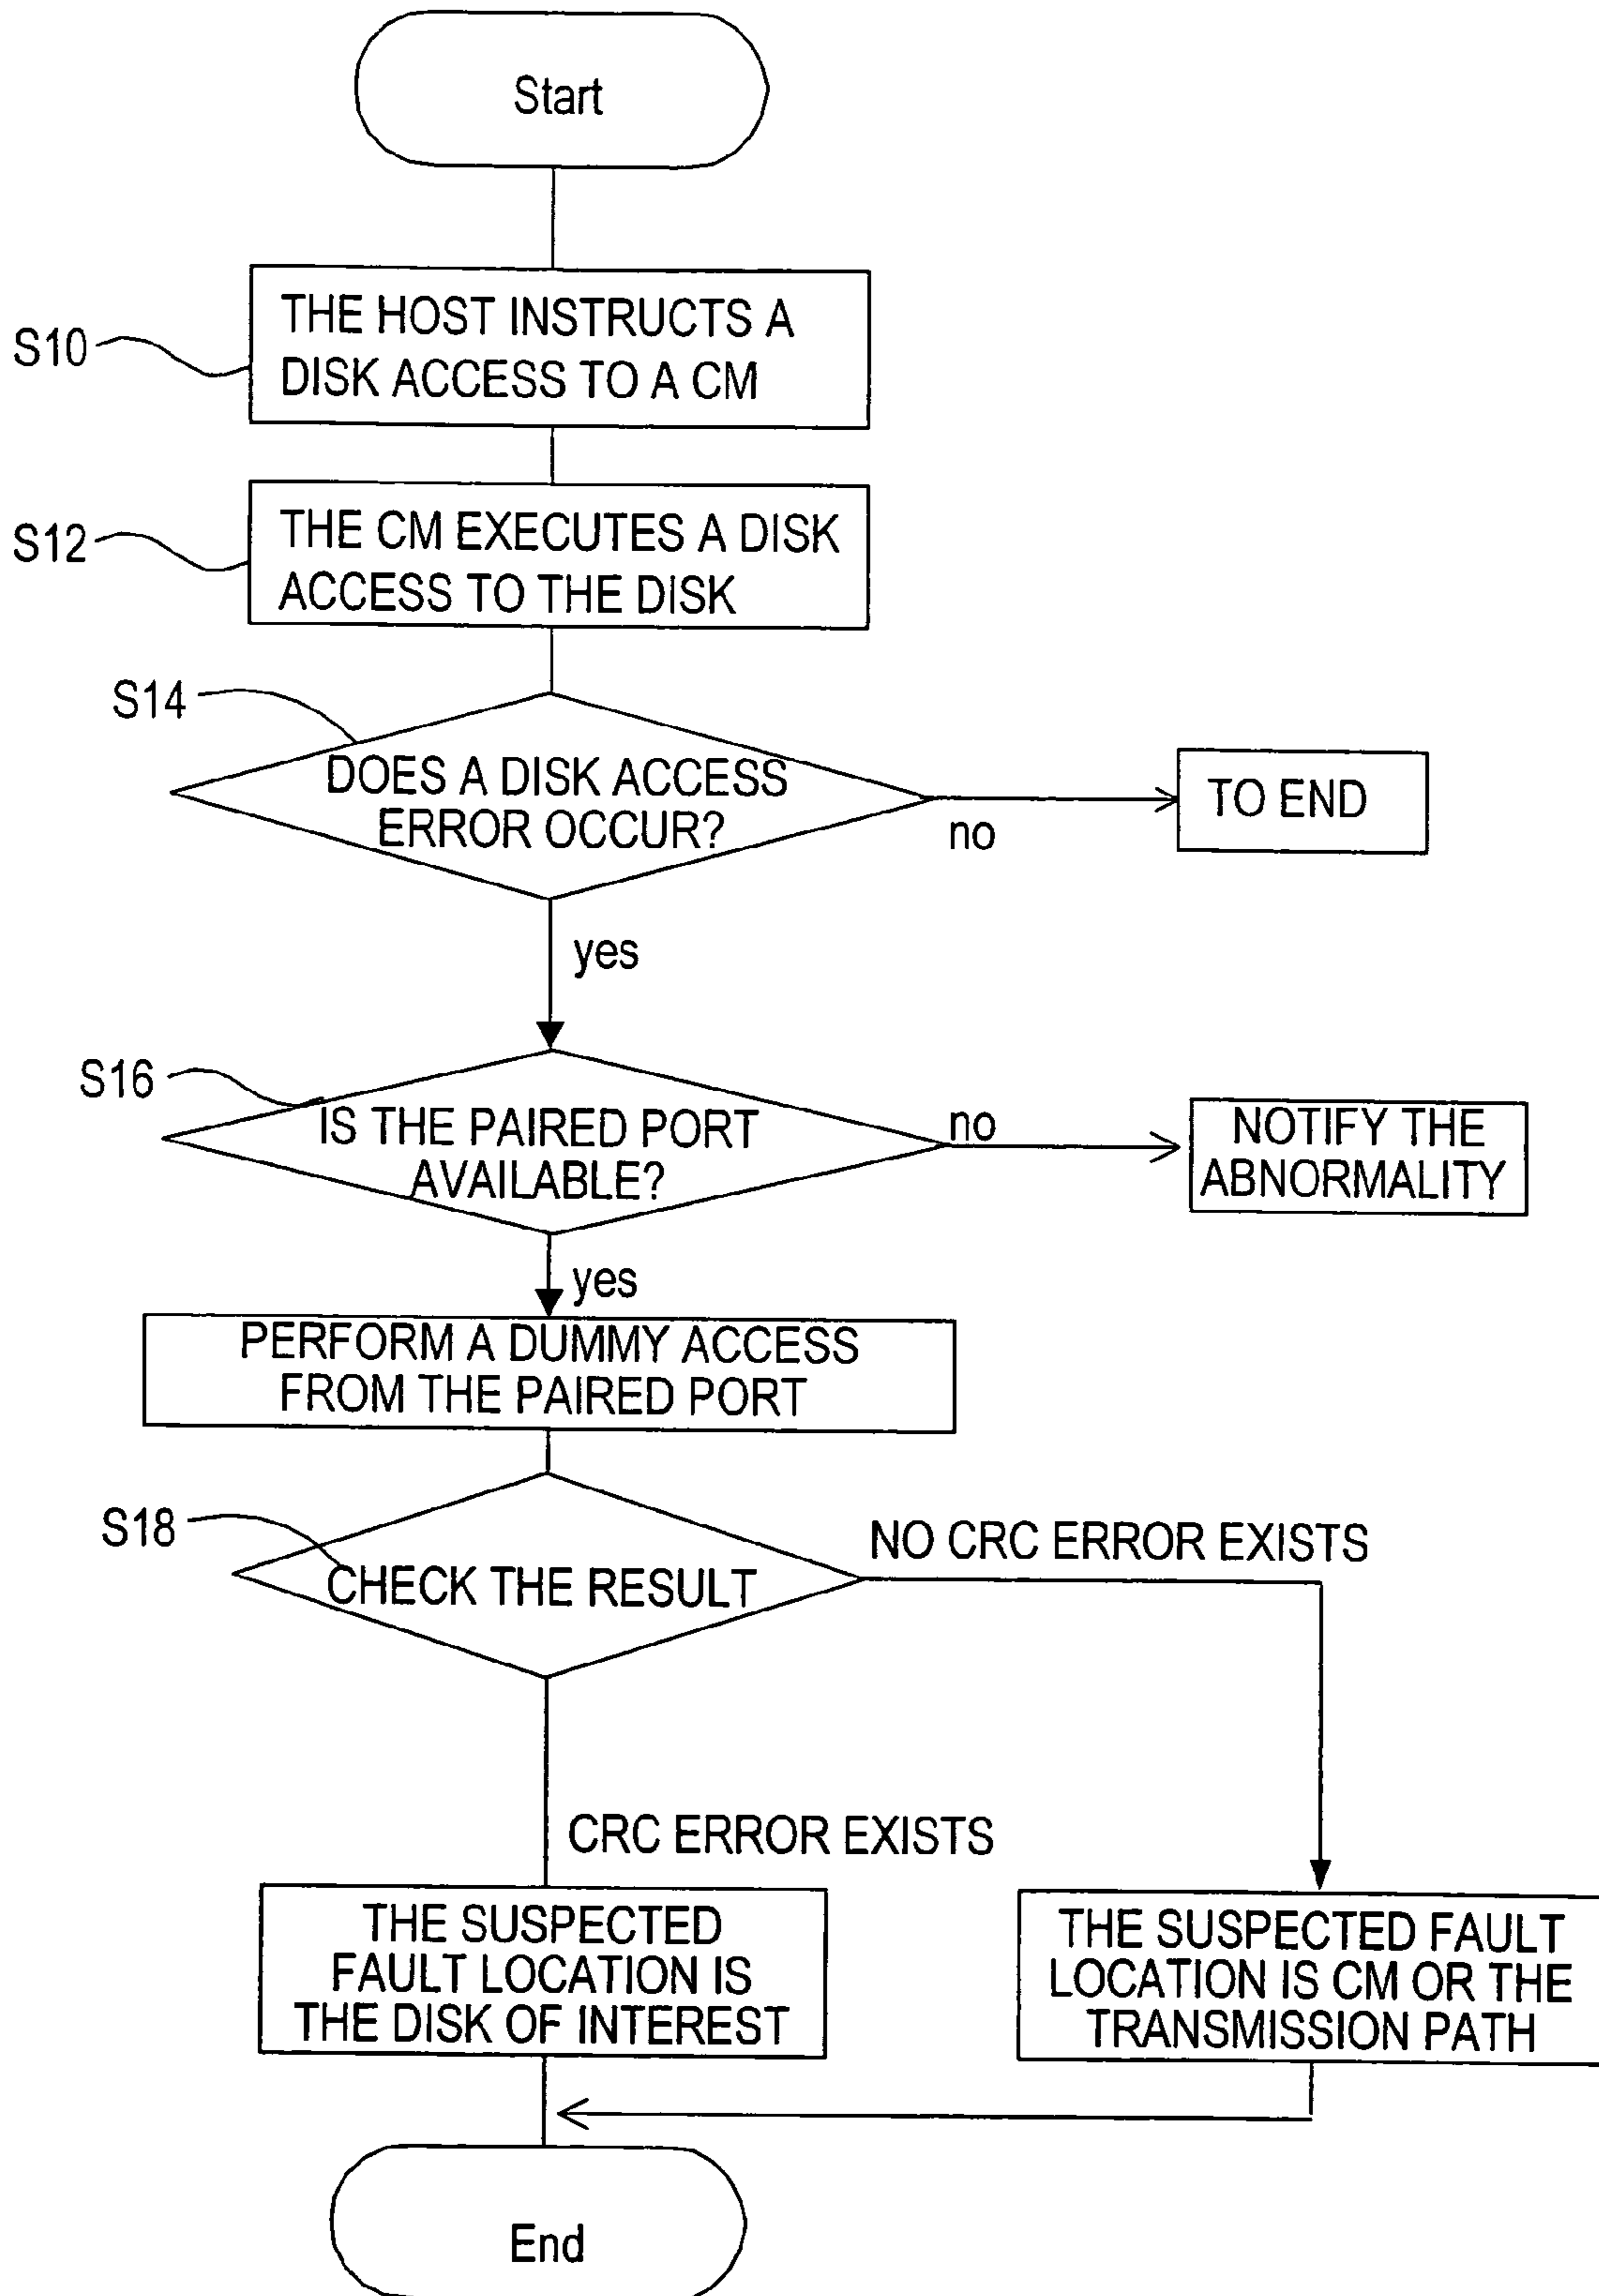 Start
S10
THE HOST INSTRUCTS A
DISK ACCESS TO A CM
S12
THE CM EXECUTES A DISK
ACCESS TO THE DISK
S14
DOES A DISK ACCESS
ERROR OCCUR?
no
TO END
yes
S16
IS THE PAIRED PORT
AVAILABLE?
no
NOTIFY THE
ABNORMALITY
yes
PERFORM A DUMMY ACCESS
FROM THE PAIRED PORT
S18
CHECK THE RESULT
NO CRC ERROR EXISTS
CRC ERROR EXISTS
THE SUSPECTED
FAULT LOCATION IS
THE DISK OF INTEREST
THE SUSPECTED FAULT
LOCATION IS CM OR THE
TRANSMISSION PATH
End